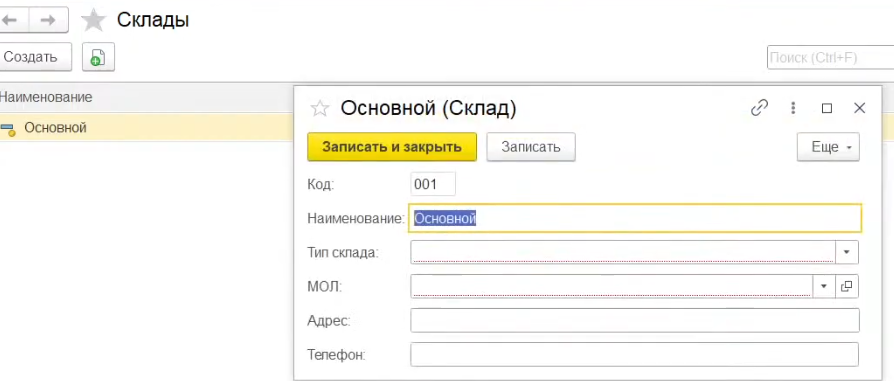 Склады
Создать
Поиск (Ctrl+F)
Наименование
Основной
Основной (Склад)
Записать и закрыть
Записать
Еще
Код:
001
Наименование:
Основной
Тип склада:
МОЛ:
Адрес:
Телефон: